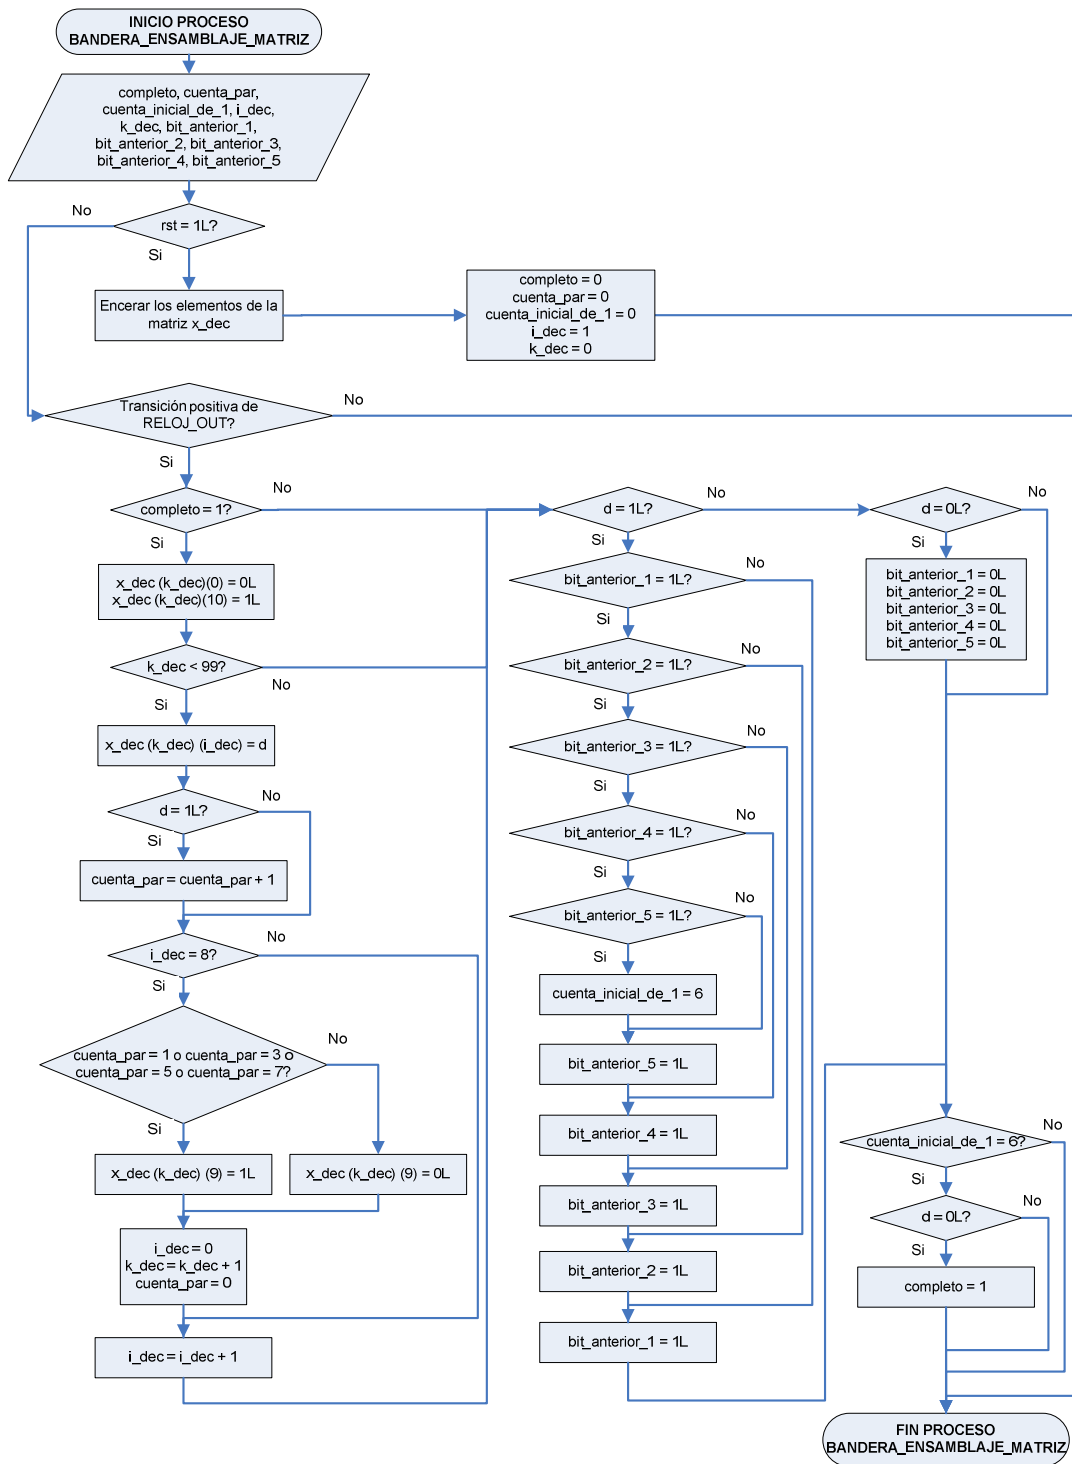 INICIO PROCESO
BANDERA_ENSAMBLAJE_MATRIZ
completo, cuenta_par,
cuenta_inicial_de_1, i_dec,
k_dec, bit_anterior_1,
bit_anterior_2, bit_anterior_3,
bit_anterior_4, bit_anterior_5
No
rst = 1L?
Si
Encerar los elementos de la
matriz x_dec
completo = 0
cuenta_par = 0
cuenta_inicial_de_1 = 0
i_dec = 1
k_dec = 0
Transición positiva de
RELOJ_OUT?
No
Si
completo = 1?
No
Si
x_dec (k_dec)(0) = 0L
x_dec (k_dec)(10) = 1L
k_dec < 99?
No
Si
x_dec (k_dec) (i_dec) = d
d = 1L?
No
Si
cuenta_par = cuenta_par + 1
i_dec = 8?
No
Si
cuenta_par = 1 o cuenta_par = 3 o
cuenta_par = 5 o cuenta_par = 7?
No
Si
x_dec (k_dec) (9) = 1L
x_dec (k_dec) (9) = 0L
i_dec = 0
k_dec = k_dec + 1
cuenta_par = 0
i_dec = i_dec + 1
d = 1L?
No
Si
bit_anterior_1 = 1L?
No
Si
bit_anterior_2 = 1L?
No
Si
bit_anterior_3 = 1L?
No
Si
bit_anterior_4 = 1L?
No
Si
bit_anterior_5 = 1L?
No
Si
cuenta_inicial_de_1 = 6
bit_anterior_5 = 1L
bit_anterior_4 = 1L
bit_anterior_3 = 1L
bit_anterior_2 = 1L
bit_anterior_1 = 1L
d = 0L?
No
Si
bit_anterior_1 = 0L
bit_anterior_2 = 0L
bit_anterior_3 = 0L
bit_anterior_4 = 0L
bit_anterior_5 = 0L
cuenta_inicial_de_1 = 6?
No
Si
d = 0L?
No
Si
completo = 1
FIN PROCESO
BANDERA_ENSAMBLAJE_MATRIZ